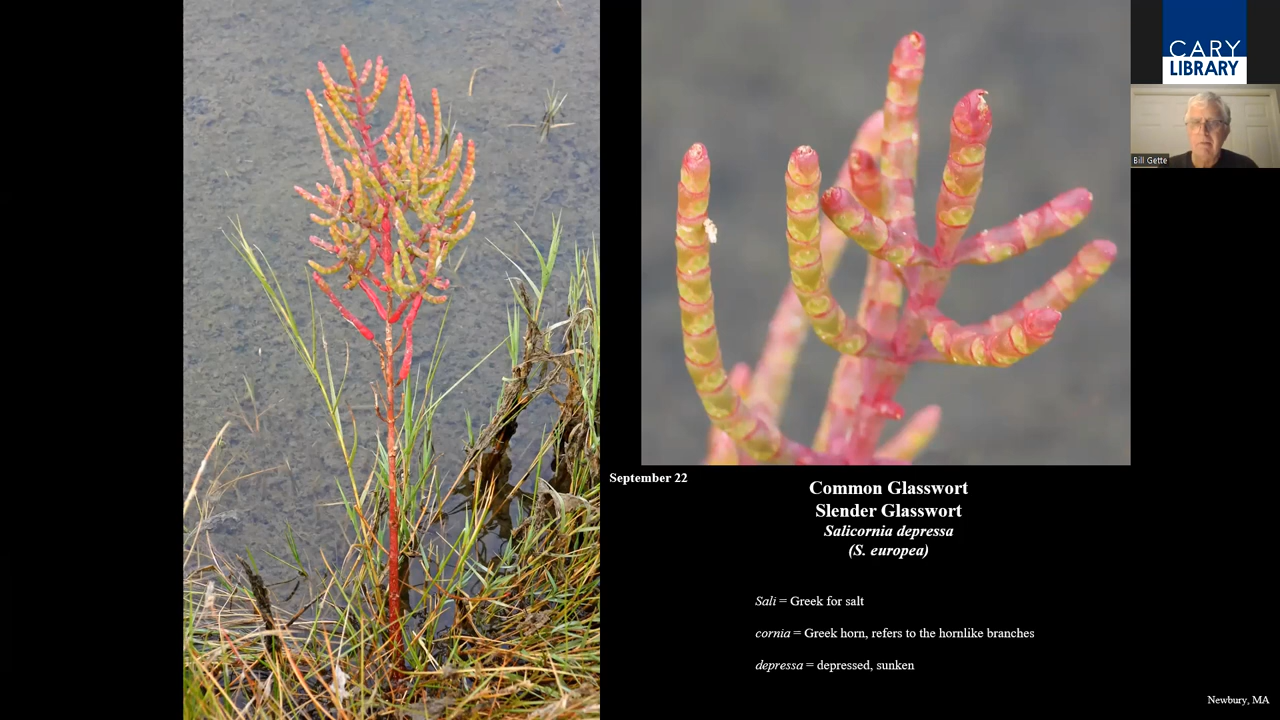 CARY
LIBRARY
Bill Gette
September 22
Common Glasswort
Slender Glasswort
Salicornia depressa
(S. europea)
Sali = Greek for salt
cornia = Greek horn, refers to the hornlike branches
depressa = depressed, sunken
Newbury, MA